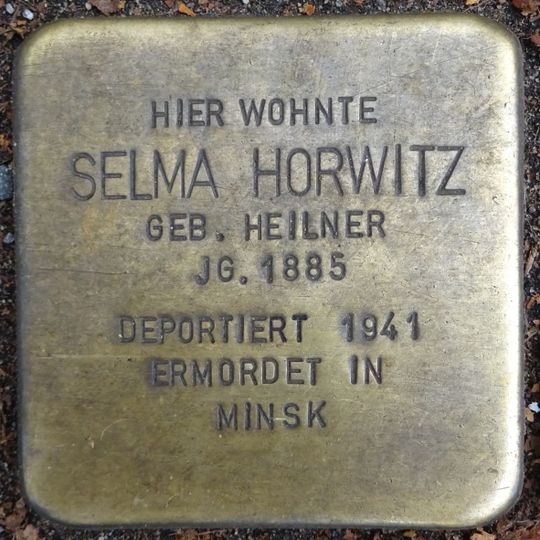 HIER WOHNTE
SELMA HORWITZ
GEB. HEILNER
JG. 1885
DEPORTIERT 1941
ERMORDET IN
MINSK